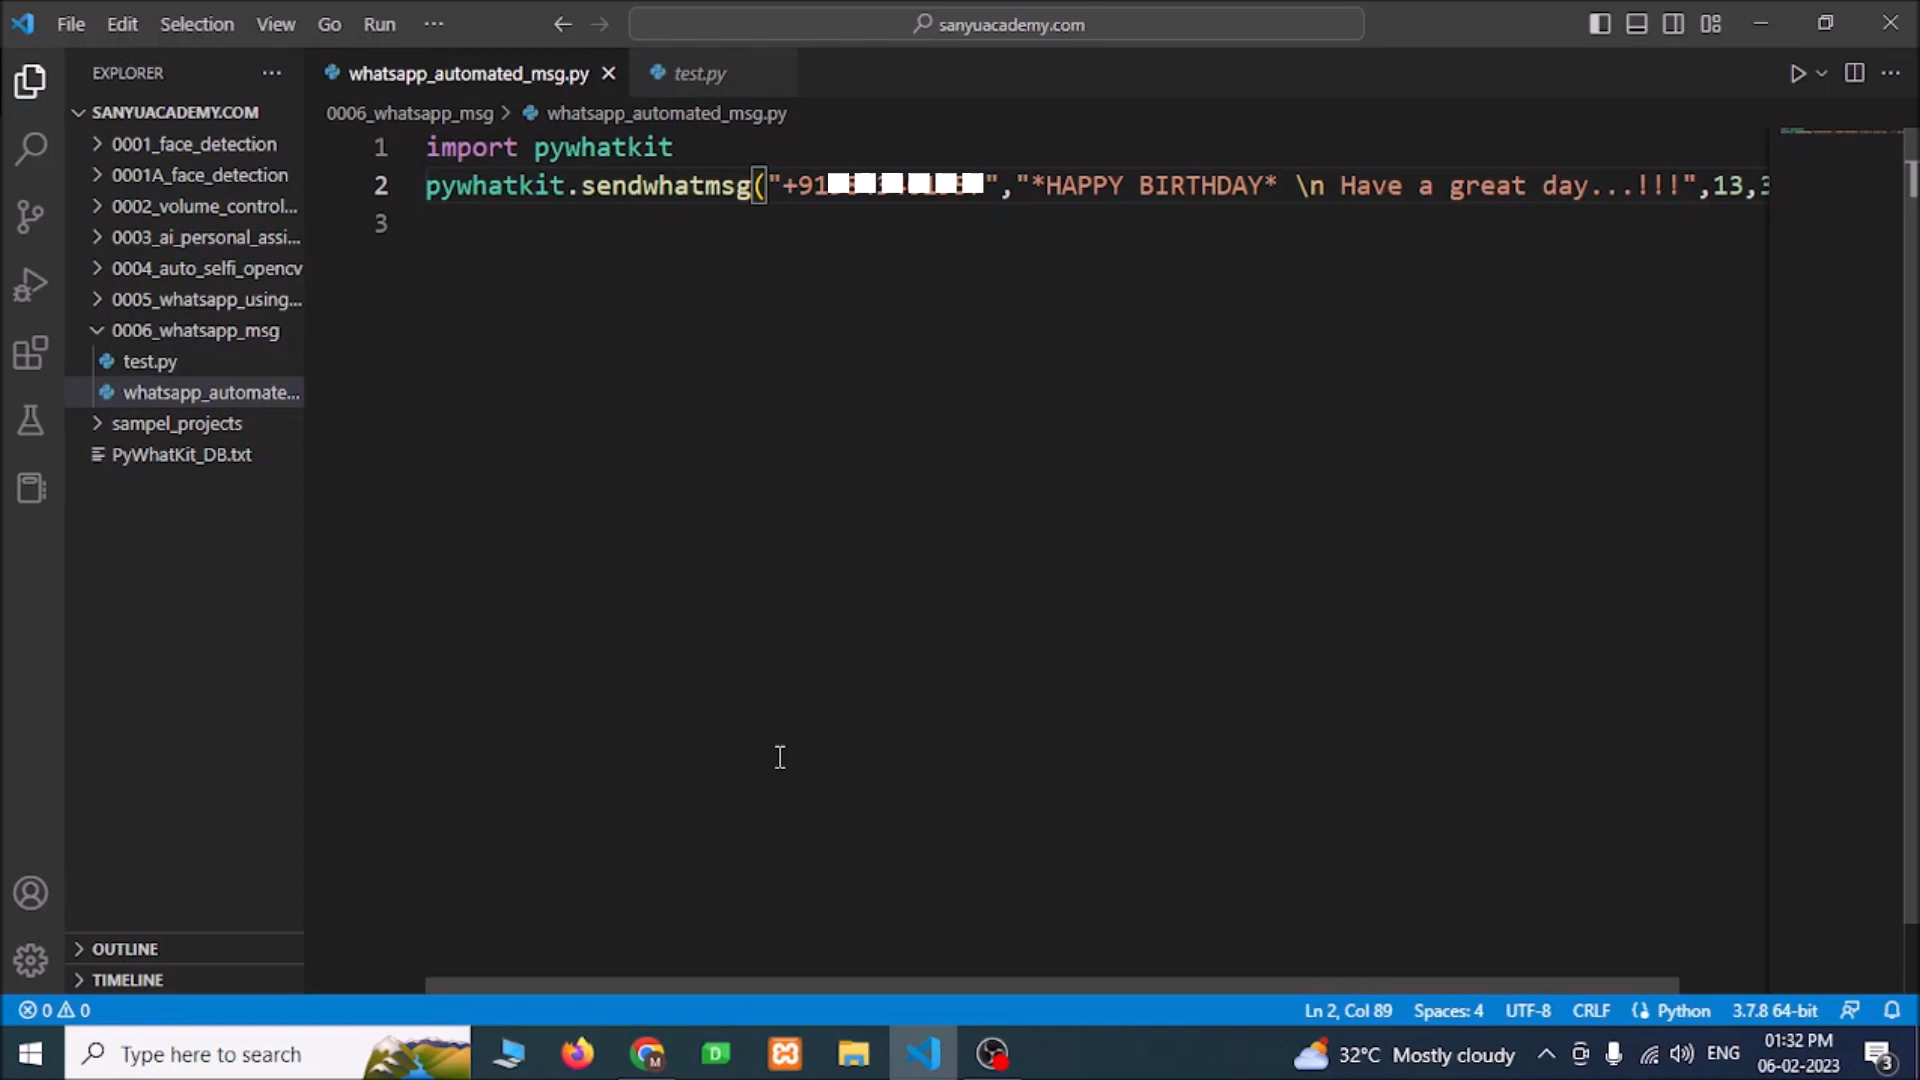 File Edit Selection View Go Run ... sanyuacademy.com
EXPLORER ...
whatsapp_automated_msg.py test.py
SANYUACADEMY.COM
0001_face_detection
0001A_face_detection
0002_volume_control...
0003_ai_personal_assi...
0004_auto_selfi_opencv
0005_whatsapp_using...
0006_whatsapp_msg
test.py
whatsapp_automate...
sampel_projects
PyWhatKit_DB.txt
OUTLINE
TIMELINE
0006_whatsapp_msg > whatsapp_automated_msg.py
1 import pywhatkit
2 pywhatkit.sendwhatmsg("+91 ","*HAPPY BIRTHDAY* \n Have a great day...!!!",13,3
3
0 0 Ln 2, Col 89 Spaces: 4 UTF-8 CRLF Python 3.7.8 64-bit
Type here to search 32°C Mostly cloudy ENG 01:32 PM
06-02-2023 3